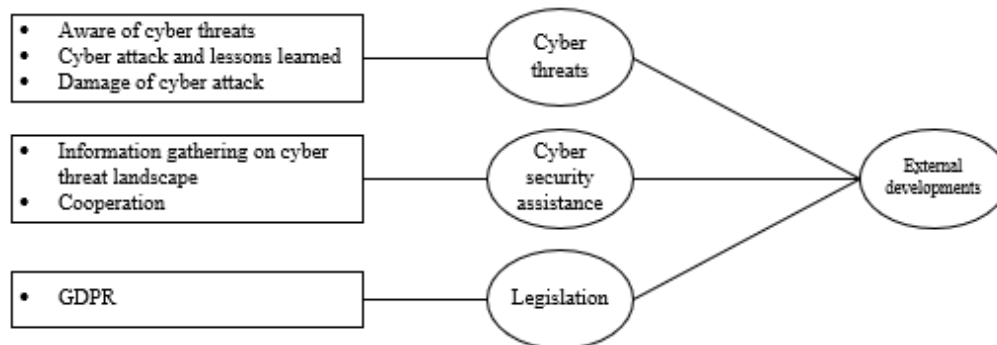 • Aware of cyber threats
• Cyber attack and lessons learned
• Damage of cyber attack
Cyber
threats
• Information gathering on cyber
threat landscape
• Cooperation
Cyber
security
assistance
External
developments
• GDPR
Legislation